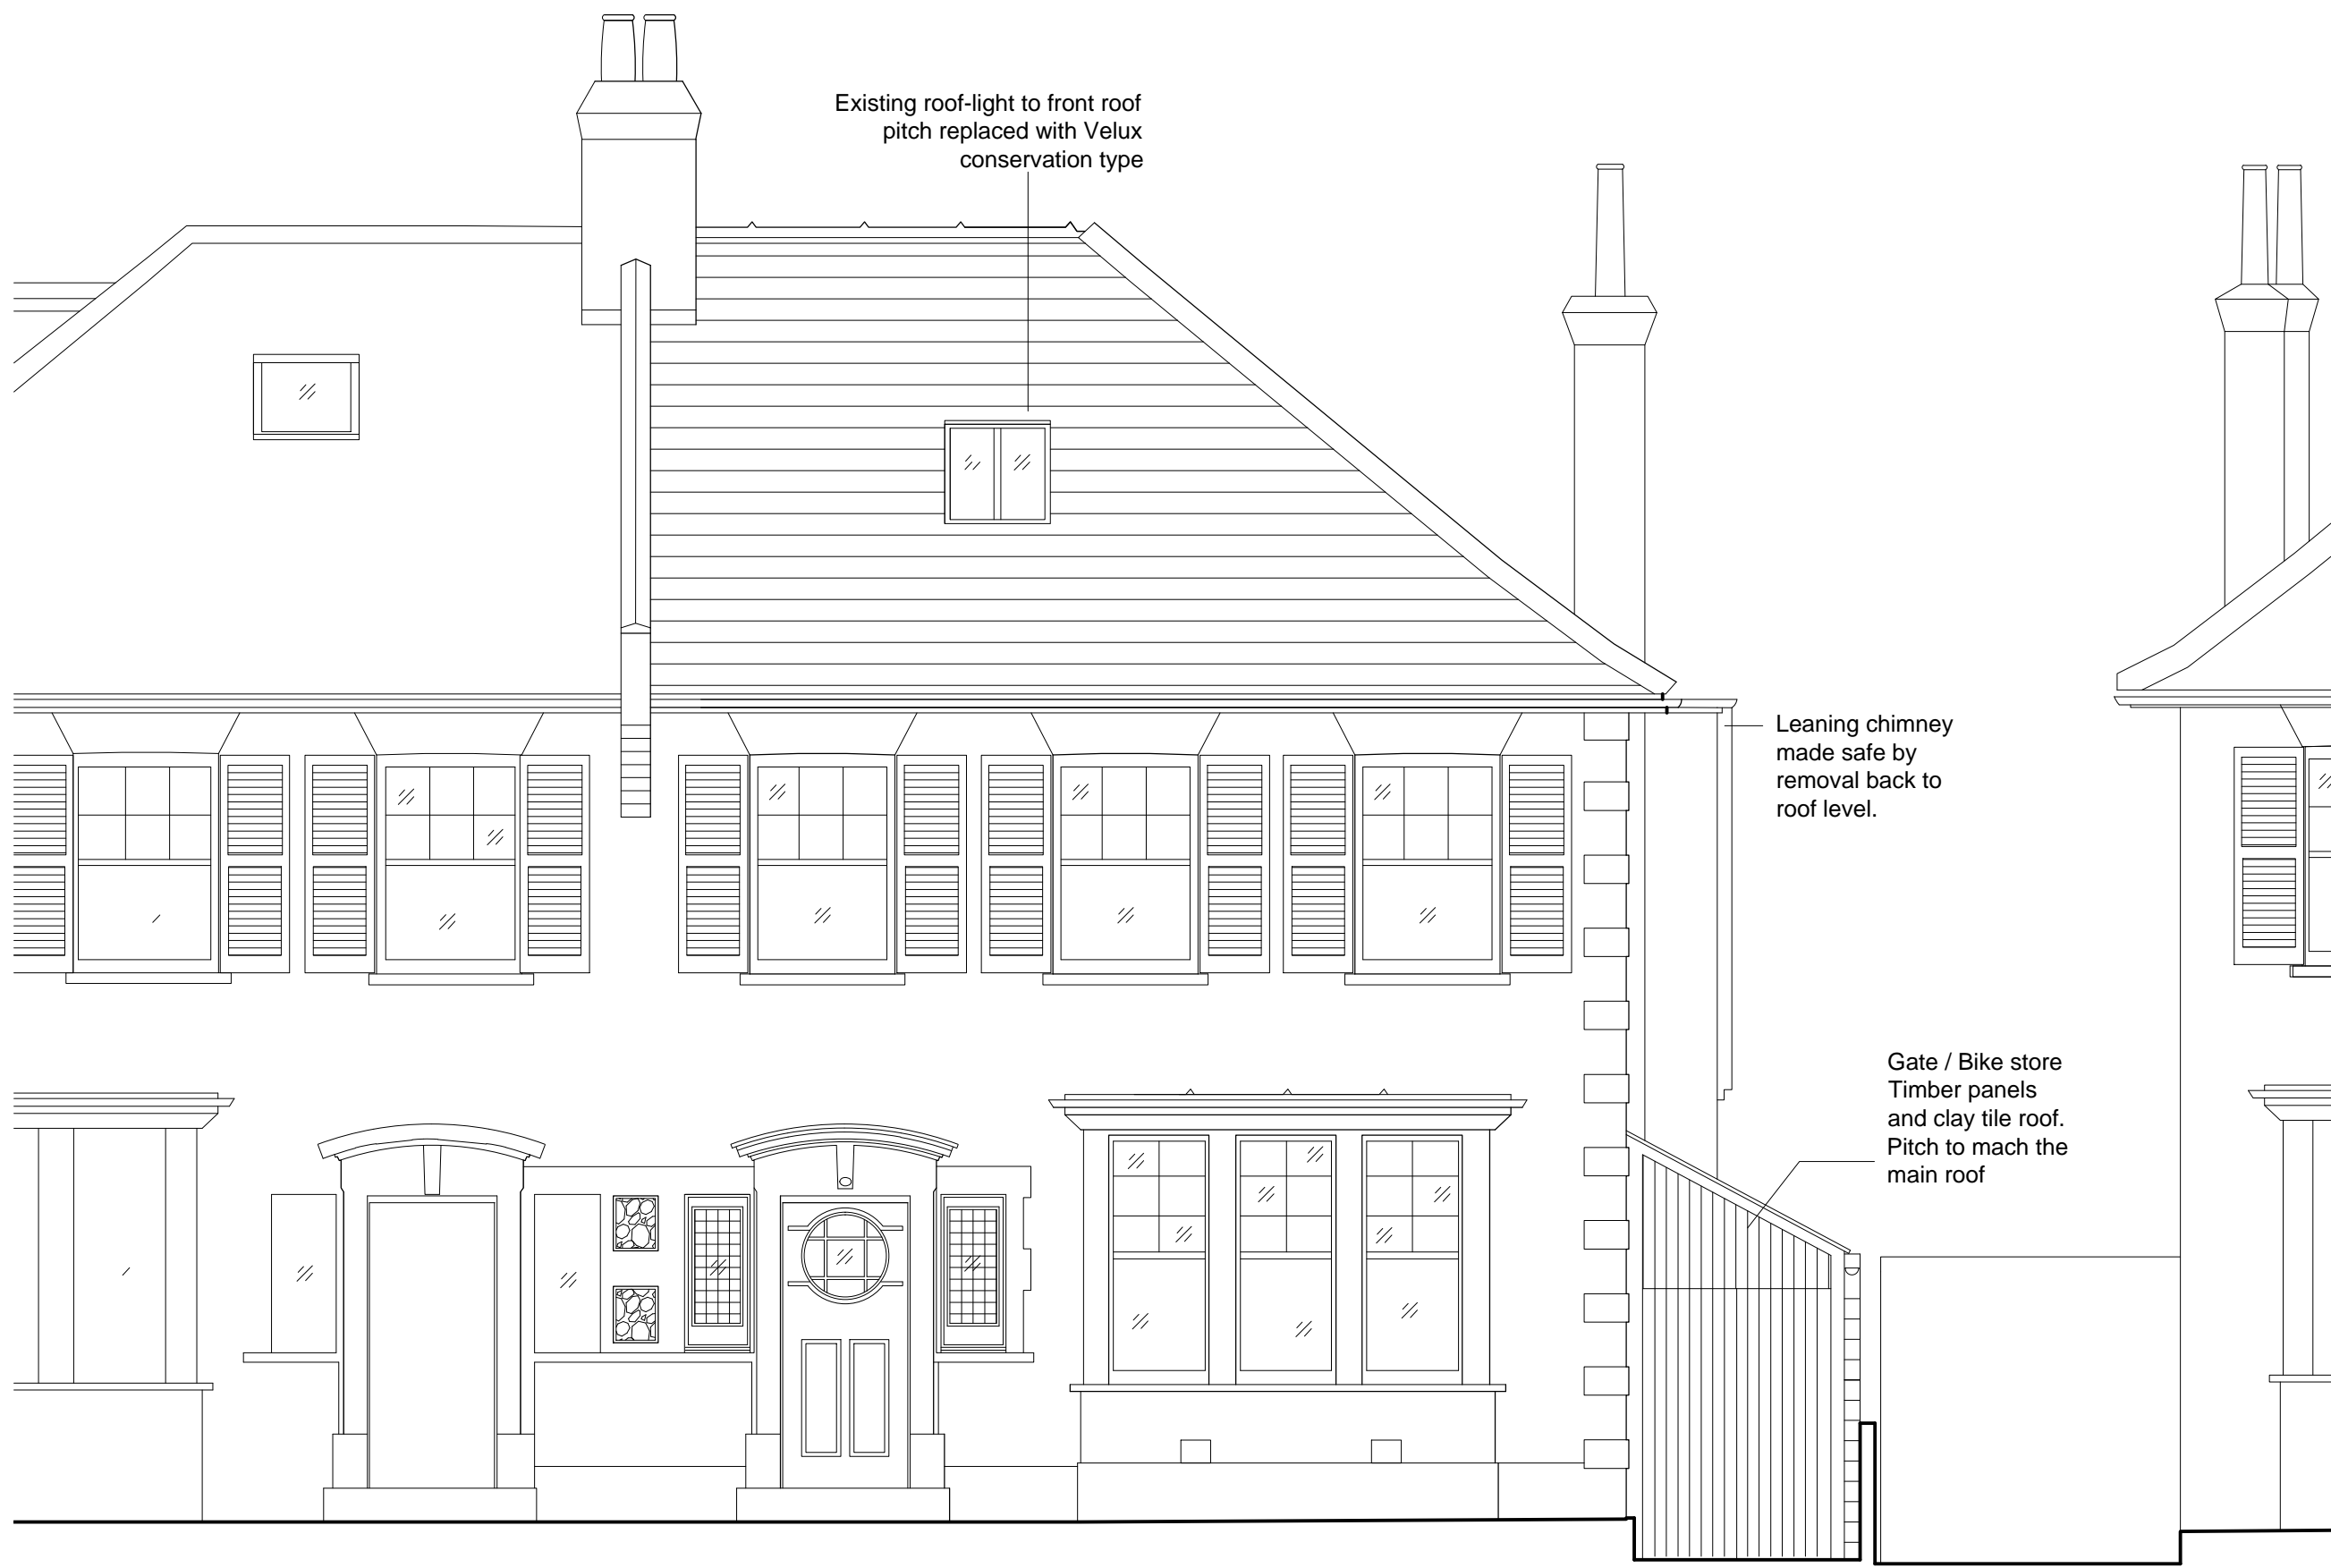 Existing roof-light to front roof
pitch replaced with Velux
conservation type
Leaning chimney
made safe by
removal back to
roof level.
Gate / Bike store
Timber panels
and clay tile roof.
Pitch to mach the
main roof